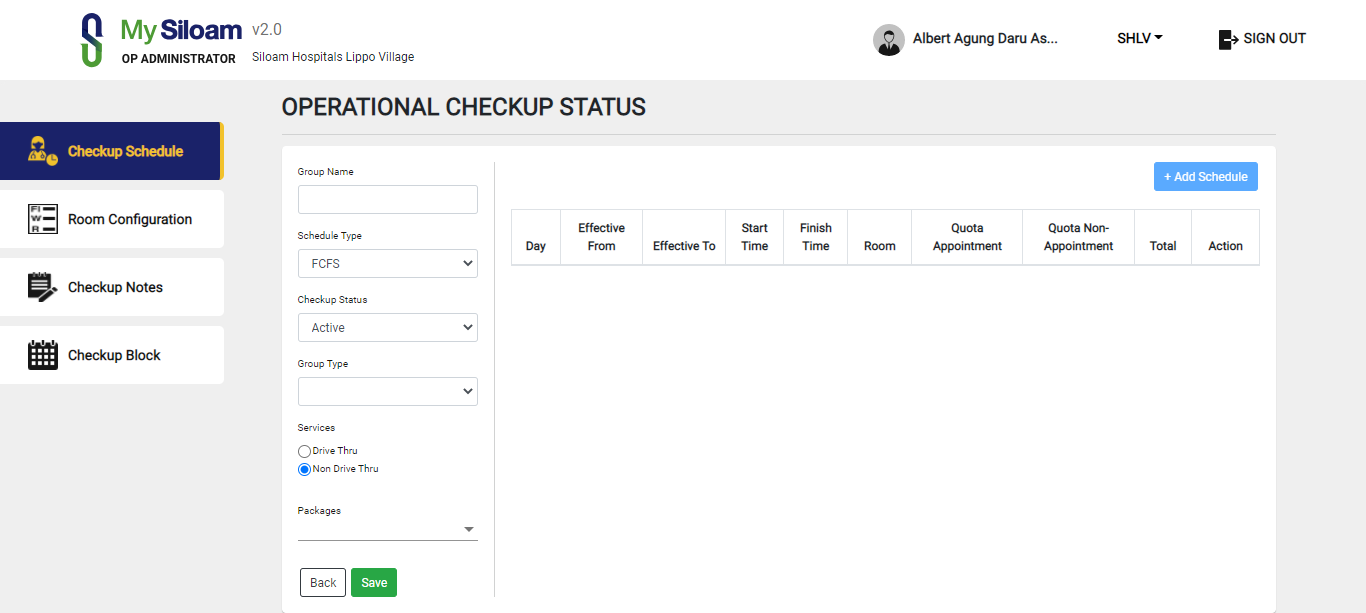 My Siloam v2.0
OP ADMINISTRATOR Siloam Hospitals Lippo Village
Albert Agung Daru As...
SHLV
SIGN OUT
Checkup Schedule
Room Configuration
Checkup Notes
Checkup Block
OPERATIONAL CHECKUP STATUS
Group Name
Schedule Type
FCFS
Checkup Status
Active
Group Type
Services
Drive Thru
Non Drive Thru
Packages
Back
Save
+ Add Schedule
Day
Effective
From
Effective To
Start
Time
Finish
Time
Room
Quota
Appointment
Quota Non-
Appointment
Total
Action